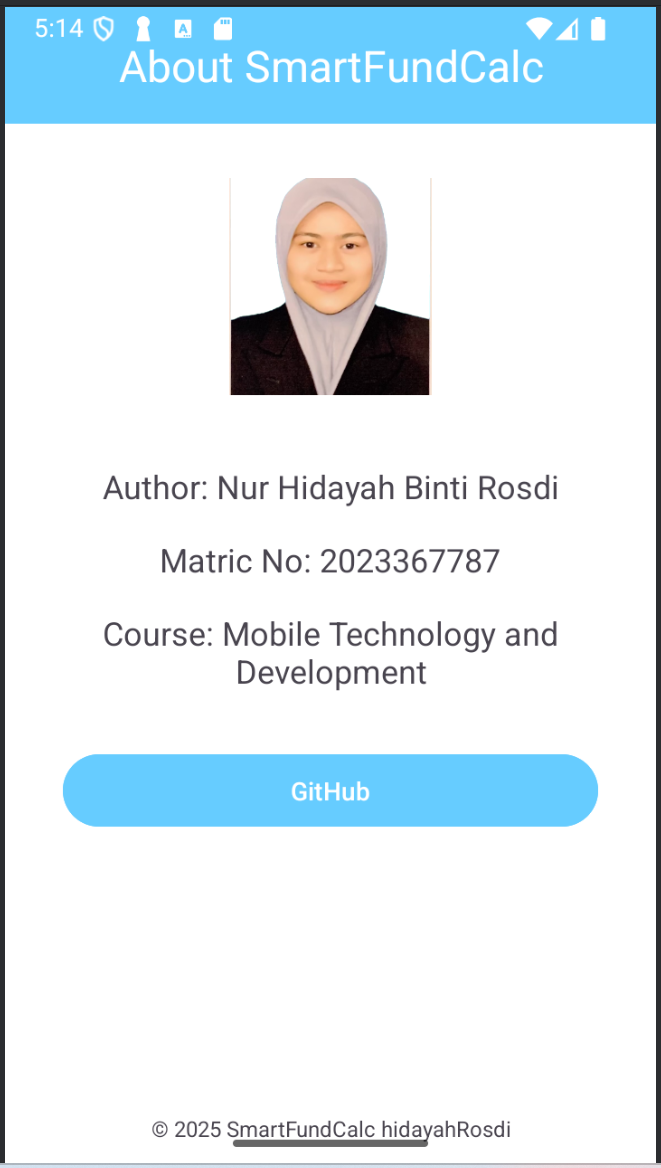 5:14
About SmartFundCalc
Author: Nur Hidayah Binti Rosdi
Matric No: 2023367787
Course: Mobile Technology and
Development
GitHub
© 2025 SmartFundCalc hidayahRosdi